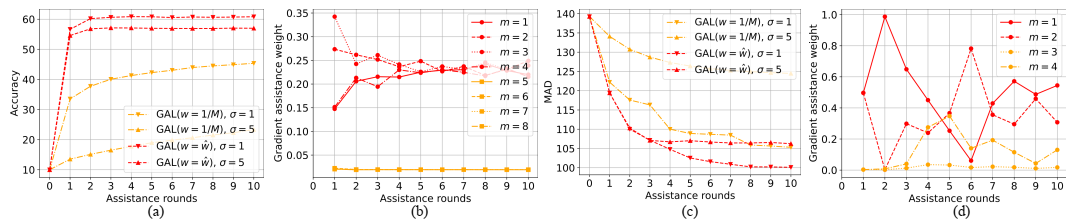 Accuracy
60
50
40
30
20
10
GAL(w = 1/M), σ = 1
GAL(w = 1/M), σ = 5
GAL(w = ŵ), σ = 1
GAL(w = ŵ), σ = 5
0 1 2 3 4 5 6 7 8 9 10
Assistance rounds
(a)
Gradient assistance weight
0.35
0.30
0.25
0.20
0.15
0.10
0.05
m = 1
m = 2
m = 3
m = 4
m = 5
m = 6
m = 7
m = 8
0 1 2 3 4 5 6 7 8 9 10
Assistance rounds
(b)
MAD
140
135
130
125
120
115
110
105
100
GAL(w = 1/M), σ = 1
GAL(w = 1/M), σ = 5
GAL(w = ŵ), σ = 1
GAL(w = ŵ), σ = 5
0 1 2 3 4 5 6 7 8 9 10
Assistance rounds
(c)
Gradient assistance weight
1.0
0.8
0.6
0.4
0.2
0.0
m = 1
m = 2
m = 3
m = 4
0 1 2 3 4 5 6 7 8 9 10
Assistance rounds
(d)